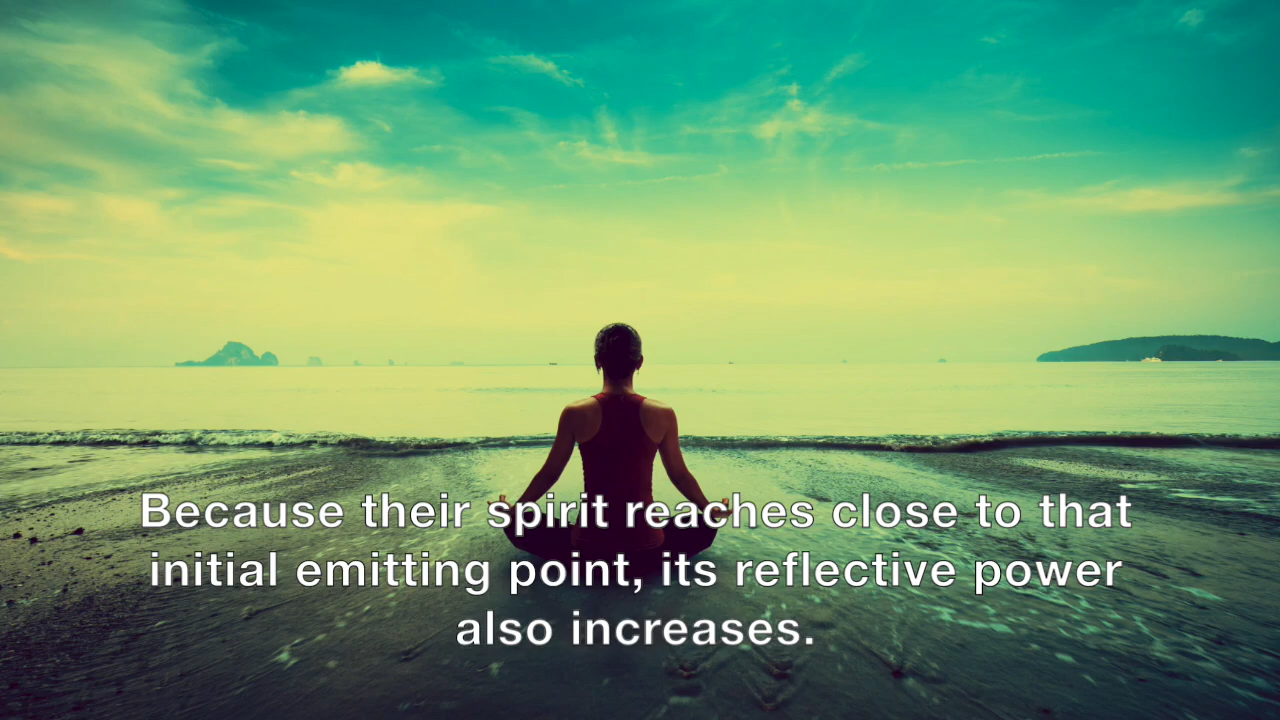 Because their spirit reaches close to that
initial emitting point, its reflective power
also increases.